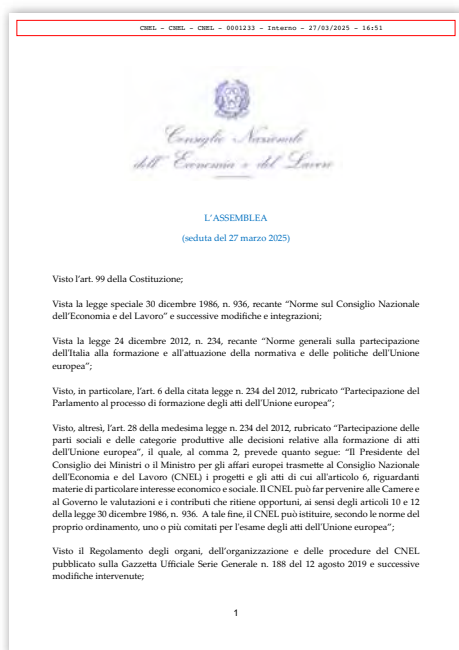 CNEL - CNEL - CNEL - 0001233 - Interno - 27/03/2025 - 16:51
Consiglio Nazionale
dell'Economia e del Lavoro
L'ASSEMBLEA
(seduta del 27 marzo 2025)
Visto l'art. 99 della Costituzione;
Vista la legge speciale 30 dicembre 1986, n. 936, recante “Norme sul Consiglio Nazionale
dell'Economia e del Lavoro” e successive modifiche e integrazioni;
Vista la legge 24 dicembre 2012, n. 234, recante “Norme generali sulla partecipazione
dell'Italia alla formazione e all'attuazione della normativa e delle politiche dell'Unione
europea”;
Visto, in particolare, l'art. 6 della citata legge n. 234 del 2012, rubricato “Partecipazione del
Parlamento al processo di formazione degli atti dell'Unione europea”;
Visto, altresì, l'art. 28 della medesima legge n. 234 del 2012, rubricato “Partecipazione delle
parti sociali e delle categorie produttive alle decisioni relative alla formazione di atti
dell'Unione europea”, il quale, al comma 2, prevede quanto segue: “Il Presidente del
Consiglio dei Ministri o il Ministro per gli affari europei trasmette al Consiglio Nazionale
dell'Economia e del Lavoro (CNEL) i progetti e gli atti di cui all'articolo 6, riguardanti
materie di particolare interesse economico e sociale. Il CNEL può far pervenire alle Camere e
al Governo le valutazioni e i contributi che ritiene opportuni, ai sensi degli articoli 10 e 12
della legge 30 dicembre 1986, n. 936. A tale fine, il CNEL può istituire, secondo le norme del
proprio ordinamento, uno o più comitati per l'esame degli atti dell'Unione europea”;
Visto il Regolamento degli organi, dell'organizzazione e delle procedure del CNEL
pubblicato sulla Gazzetta Ufficiale Serie Generale n. 188 del 12 agosto 2019 e successive
modifiche intervenute;
1